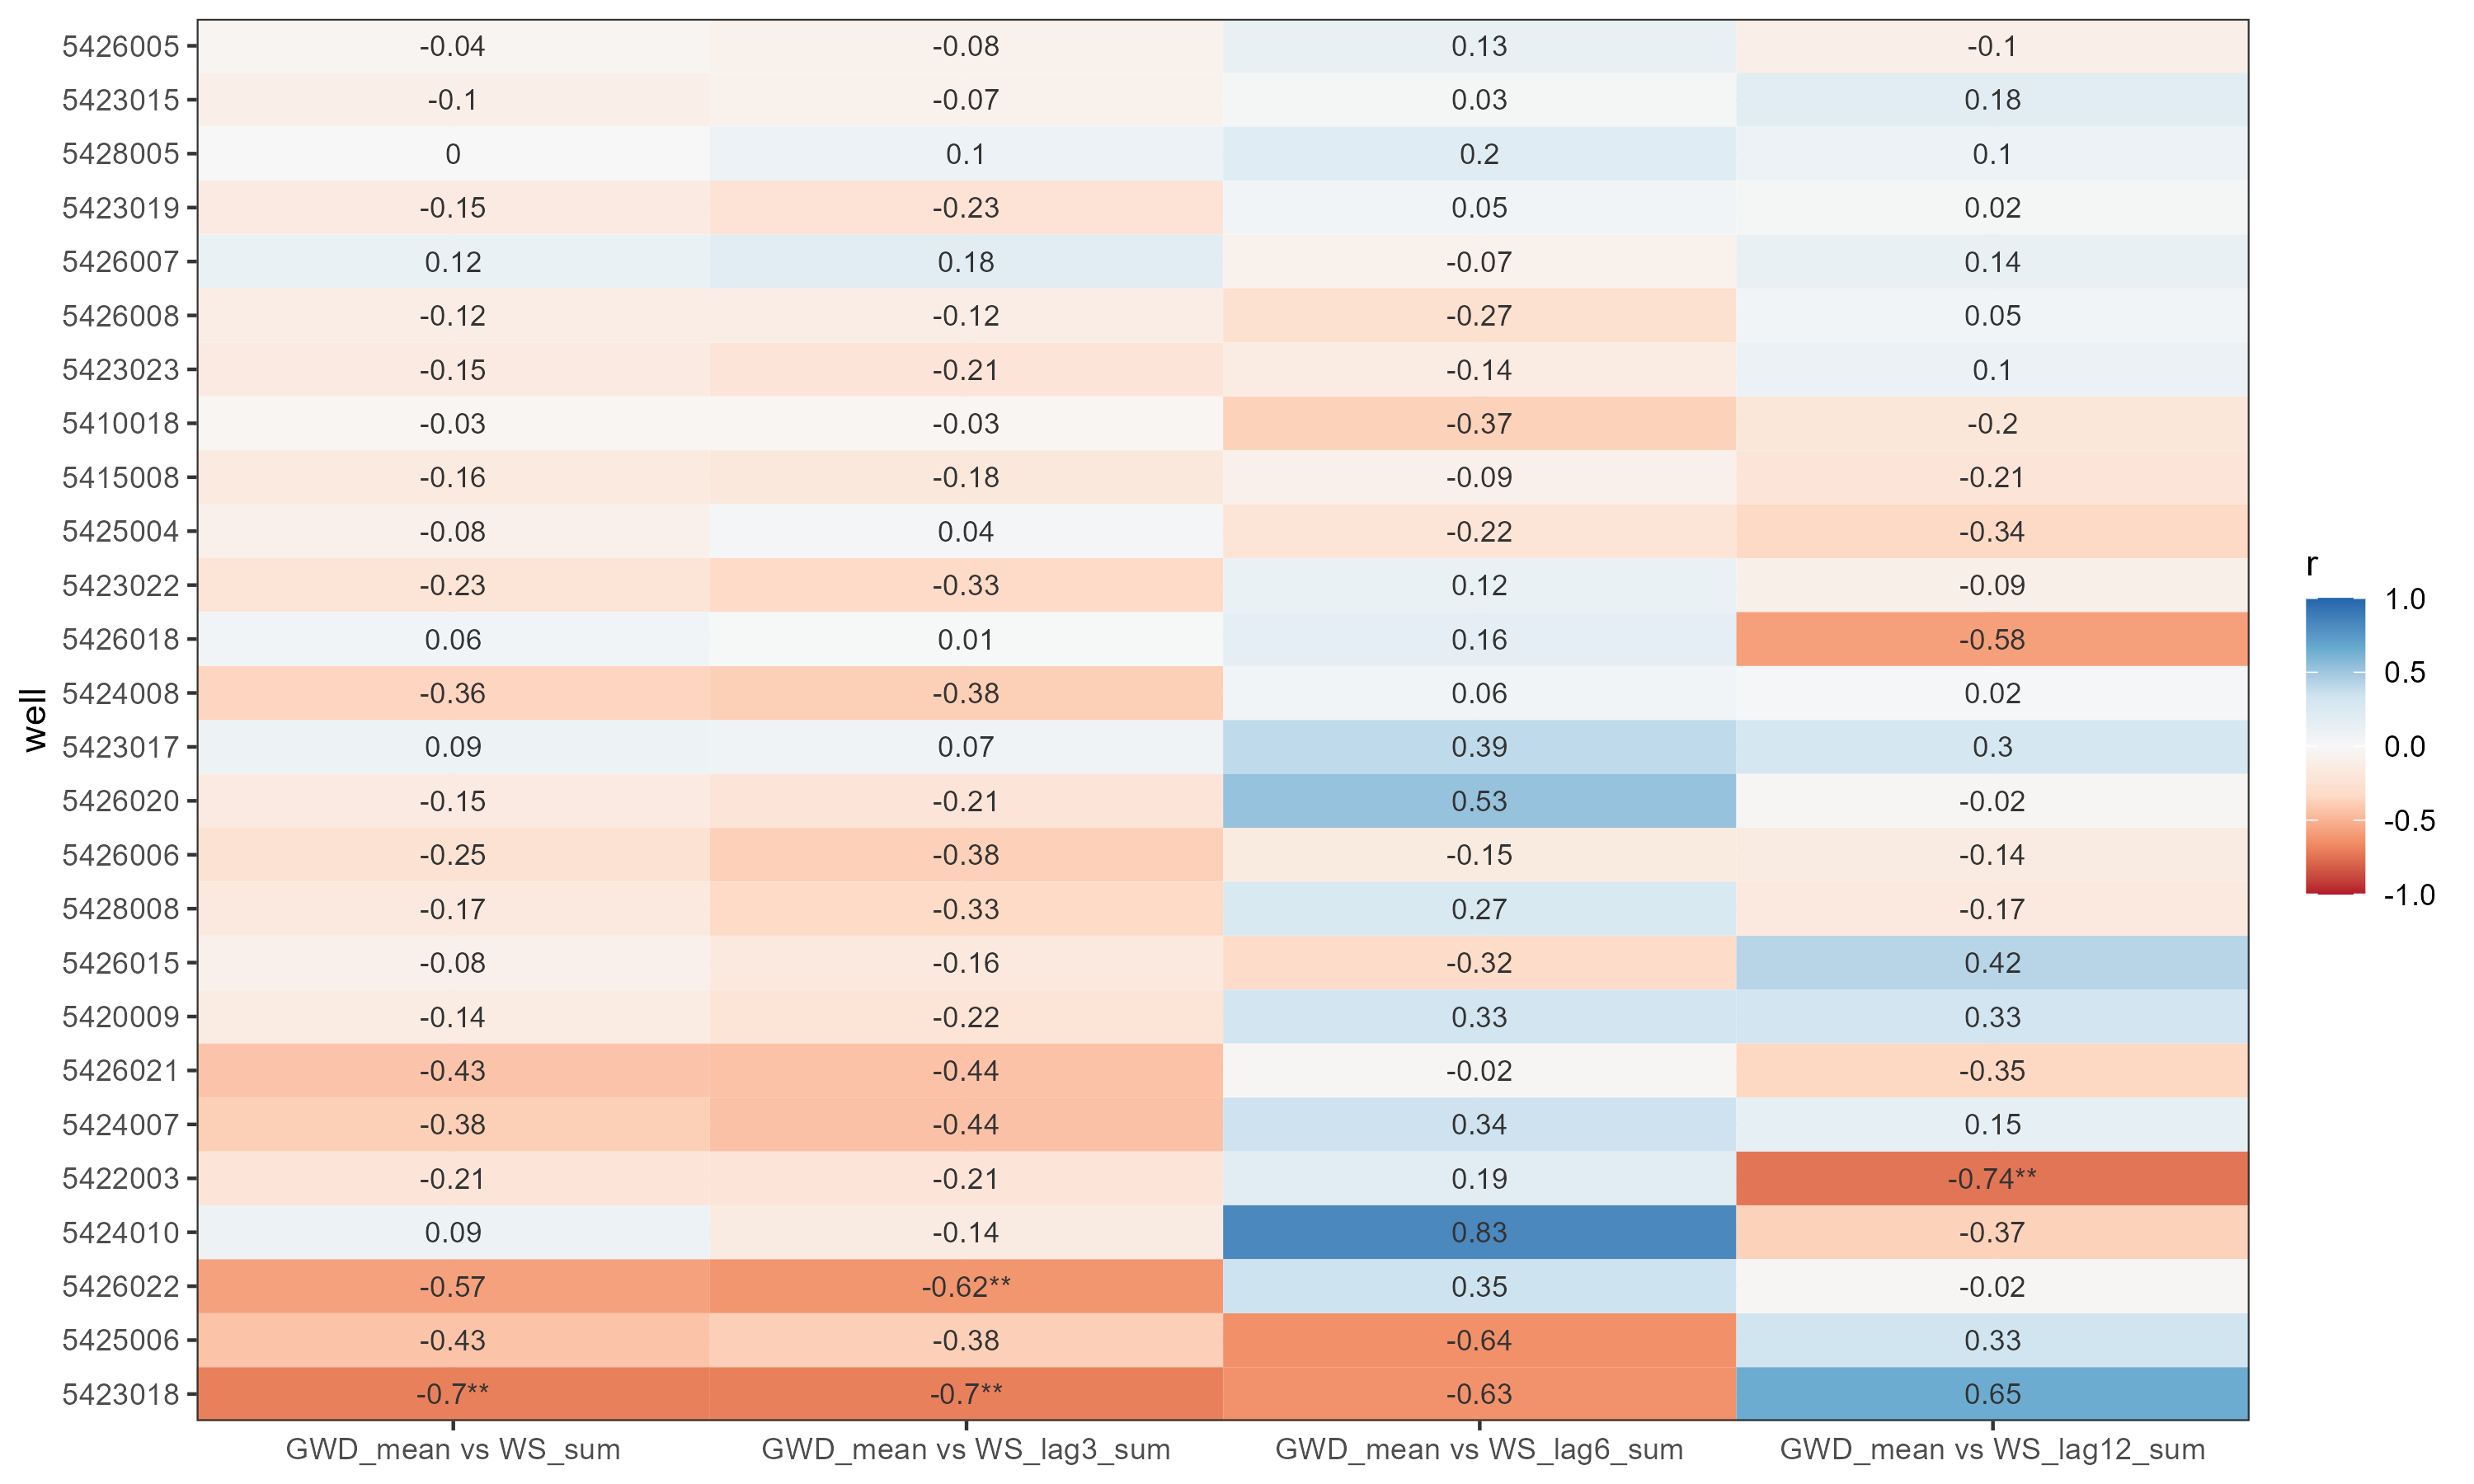 5426005 -0.04 -0.08 0.13 -0.1
5423015 -0.1 -0.07 0.03 0.18
5428005 0 0.1 0.2 0.1
5423019 -0.15 -0.23 0.05 0.02
5426007 0.12 0.18 -0.07 0.14
5426008 -0.12 -0.12 -0.27 0.05
5423023 -0.15 -0.21 -0.14 0.1
5410018 -0.03 -0.03 -0.37 -0.2
5415008 -0.16 -0.18 -0.09 -0.21
5425004 -0.08 0.04 -0.22 -0.34
5423022 -0.23 -0.33 0.12 -0.09
5426018 0.06 0.01 0.16 -0.58
5424008 -0.36 -0.38 0.06 0.02
5423017 0.09 0.07 0.39 0.3
5426020 -0.15 -0.21 0.53 -0.02
5426006 -0.25 -0.38 -0.15 -0.14
5428008 -0.17 -0.33 0.27 -0.17
5426015 -0.08 -0.16 -0.32 0.42
5420009 -0.14 -0.22 0.33 0.33
5426021 -0.43 -0.44 -0.02 -0.35
5424007 -0.38 -0.44 0.34 0.15
5422003 -0.21 -0.21 0.19 -0.74**
5424010 0.09 -0.14 0.83 -0.37
5426022 -0.57 -0.62** 0.35 -0.02
5425006 -0.43 -0.38 -0.64 0.33
5423018 -0.7** -0.7** -0.63 0.65
GWD_mean vs WS_sum GWD_mean vs WS_lag3_sum GWD_mean vs WS_lag6_sum GWD_mean vs WS_lag12_sum
well
r
1.0
0.5
0.0
-0.5
-1.0